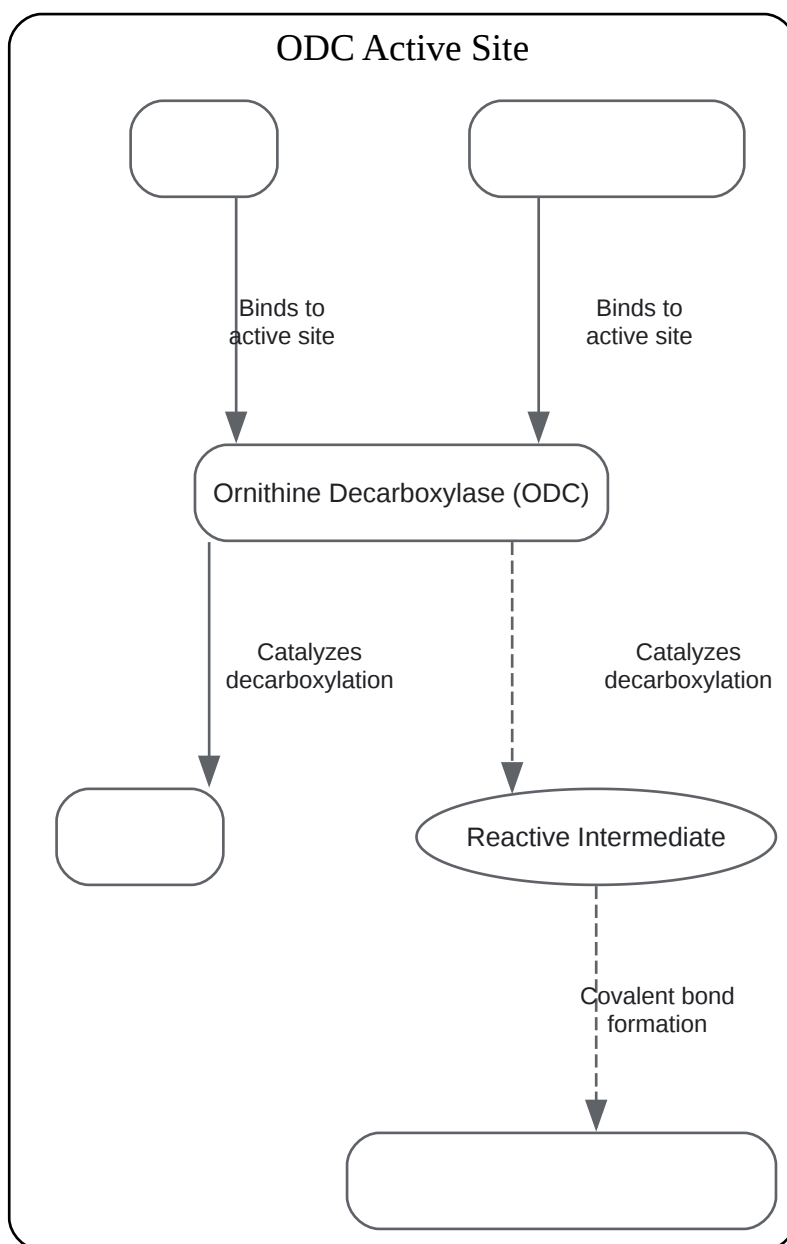 ODC Active Site
Binds to
active site
Binds to
active site
Ornithine Decarboxylase (ODC)
Catalyzes
decarboxylation
Catalyzes
decarboxylation
Reactive Intermediate
Covalent bond
formation